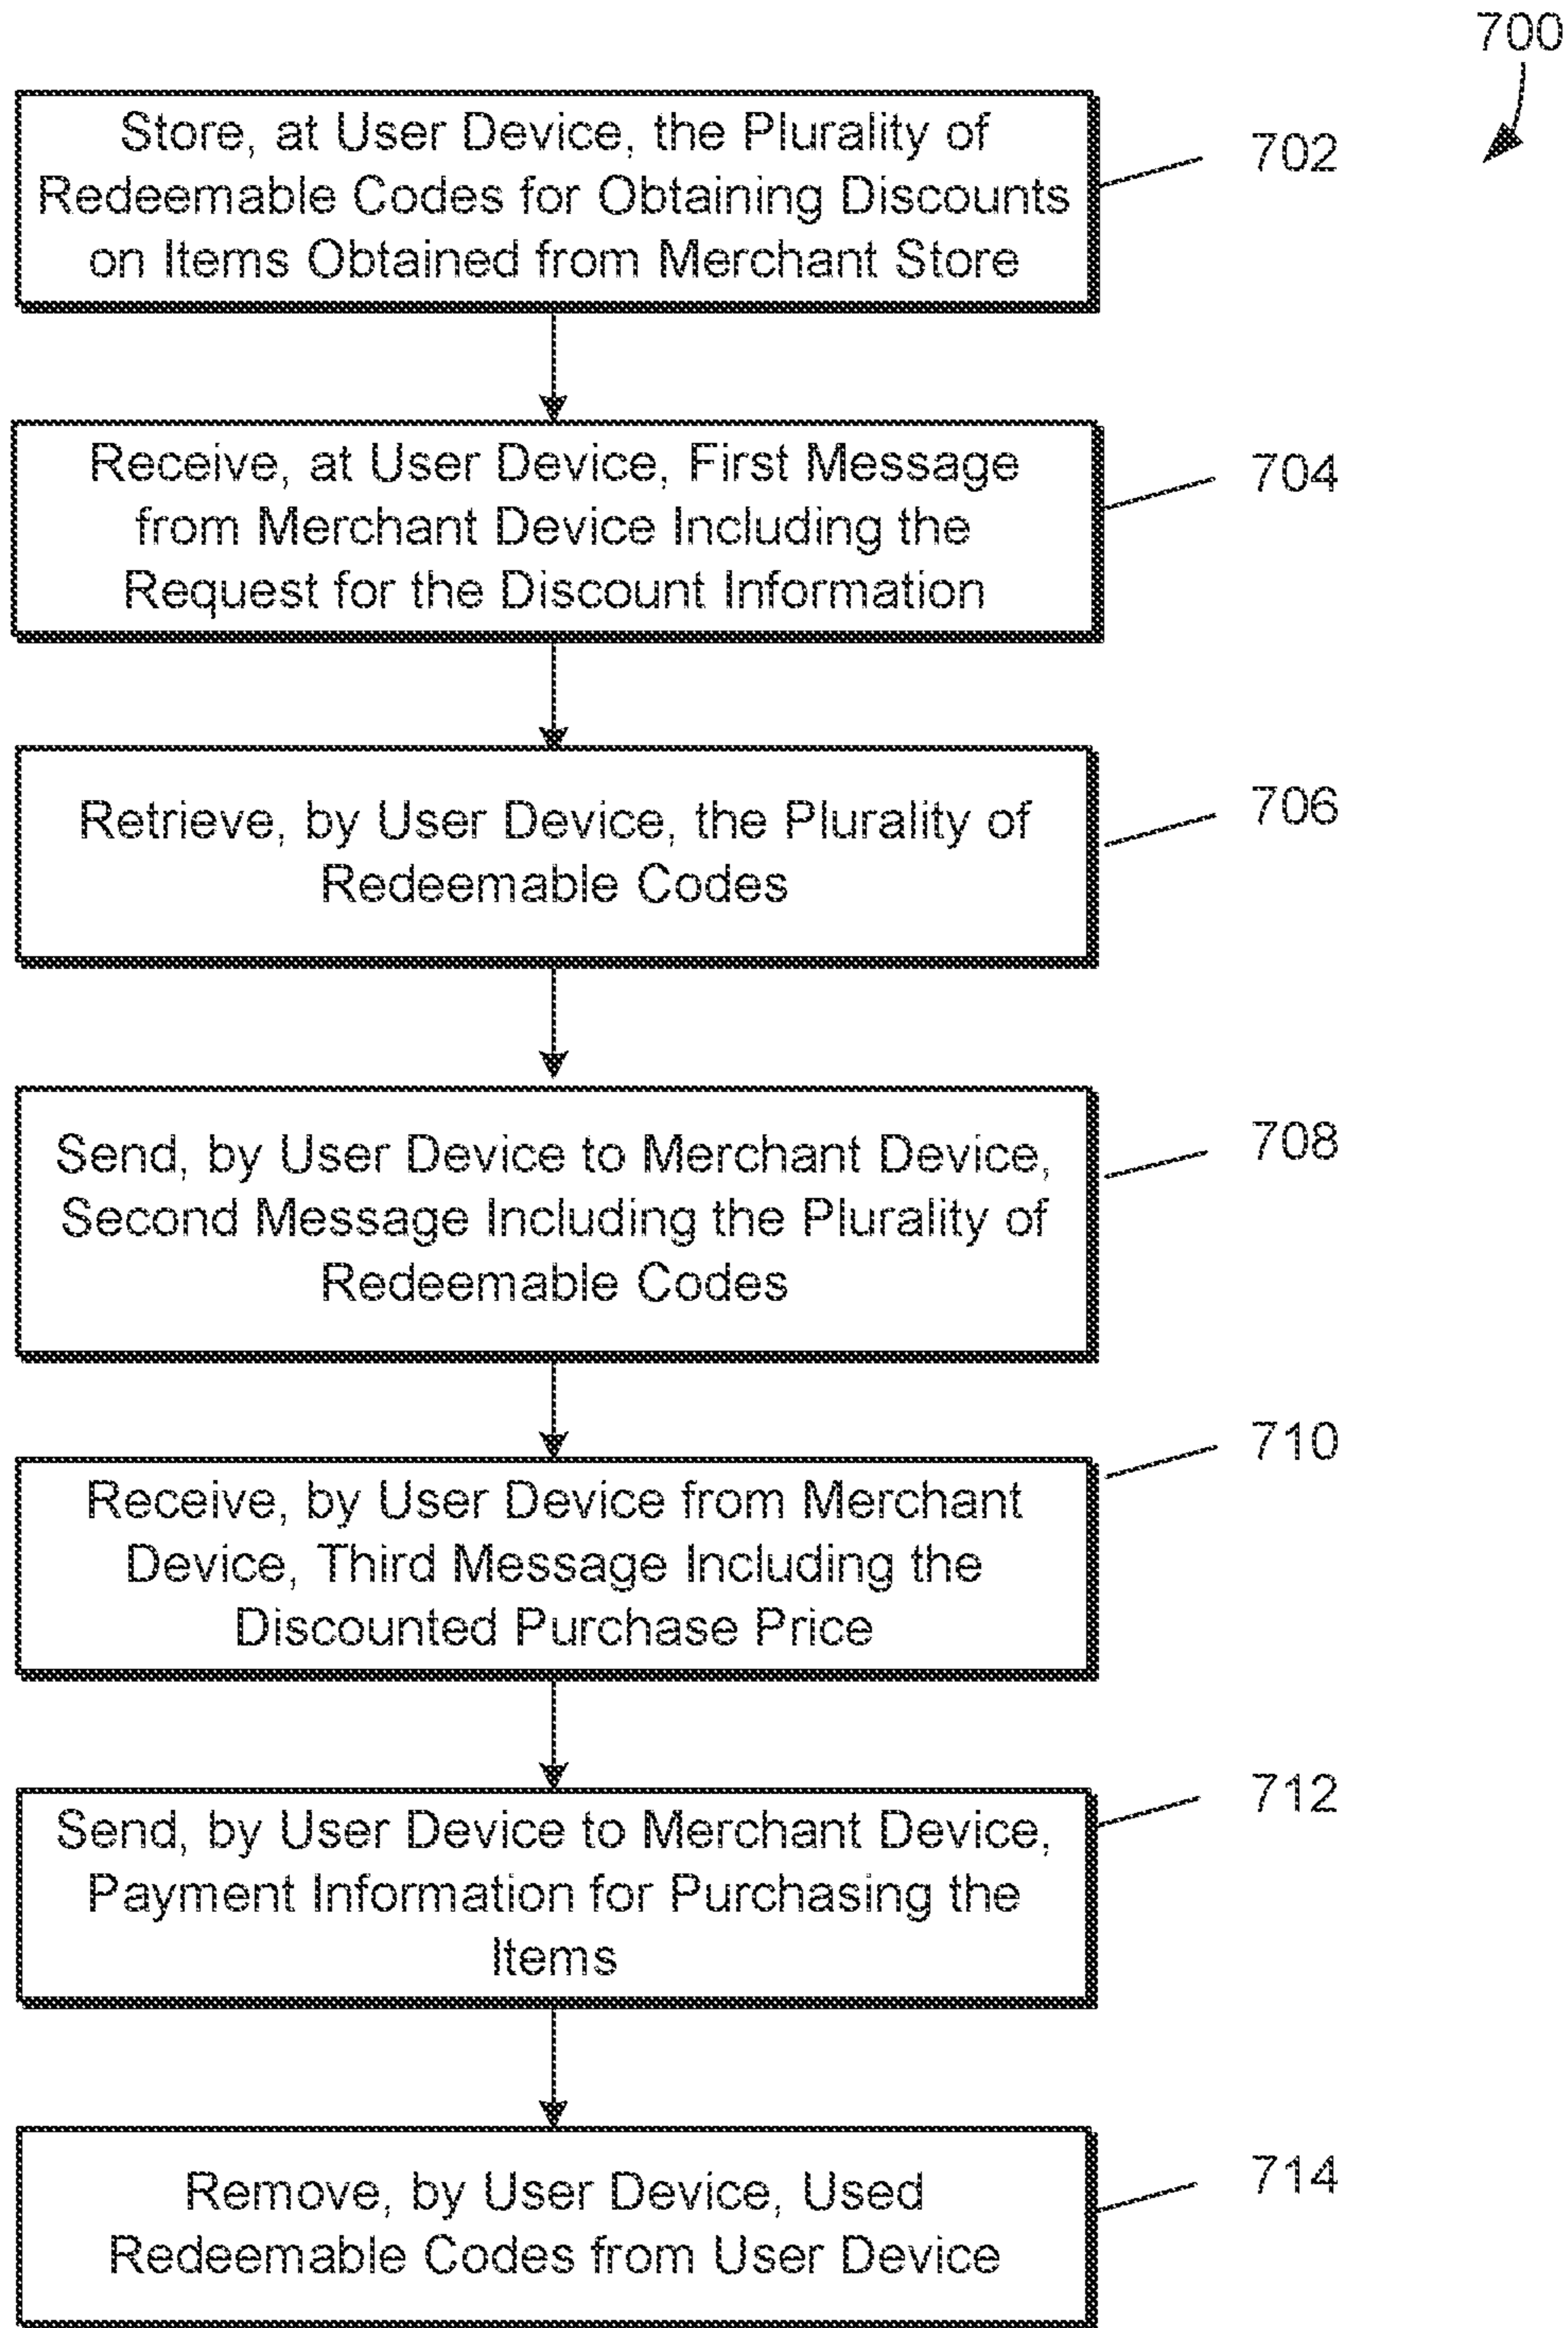 700
Store, at User Device, the Plurality of
Redeemable Codes for Obtaining Discounts
on Items Obtained from Merchant Store
702
Receive, at User Device, First Message
from Merchant Device Including the
Request for the Discount Information
704
Retrieve, by User Device, the Plurality of
Redeemable Codes
706
Send, by User Device to Merchant Device,
Second Message Including the Plurality of
Redeemable Codes
708
Receive, by User Device from Merchant
Device, Third Message Including the
Discounted Purchase Price
710
Send, by User Device to Merchant Device,
Payment Information for Purchasing the
Items
712
Remove, by User Device, Used
Redeemable Codes from User Device
714